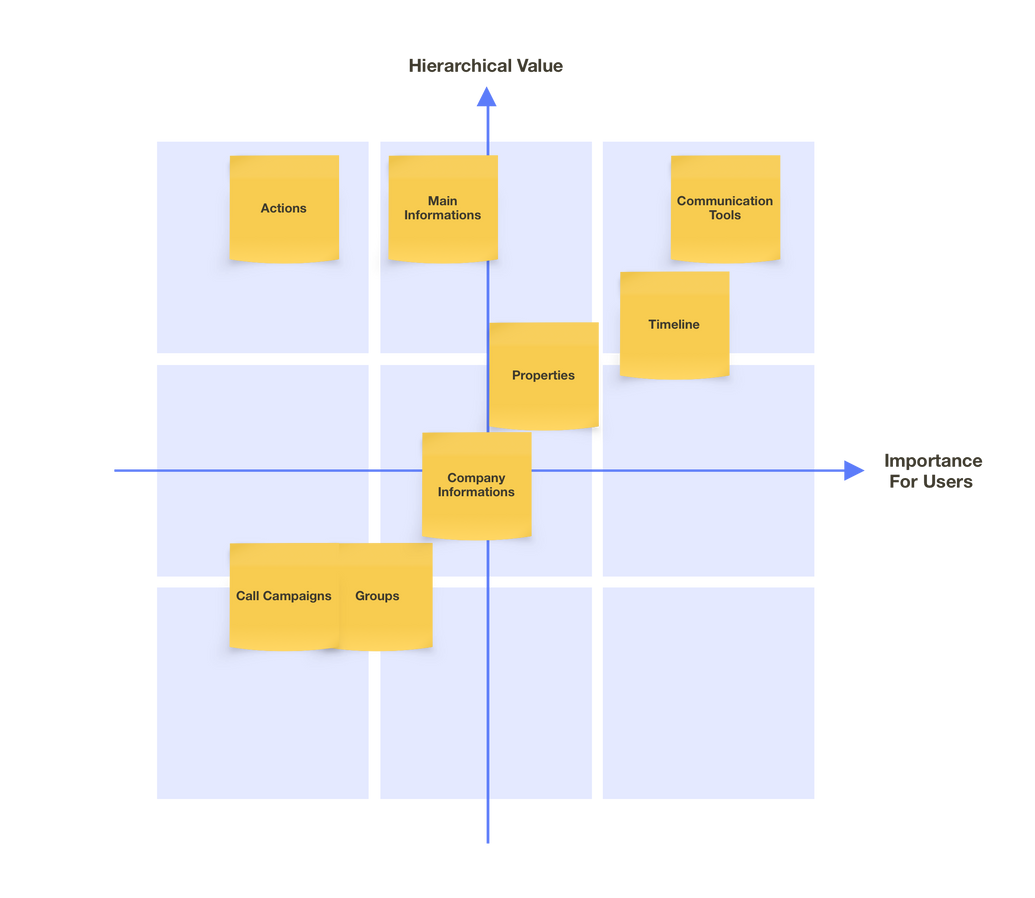 Hierarchical Value
Actions
Main
Informations
Communication
Tools
Timeline
Properties
Importance
For Users
Company
Informations
Call Campaigns
Groups